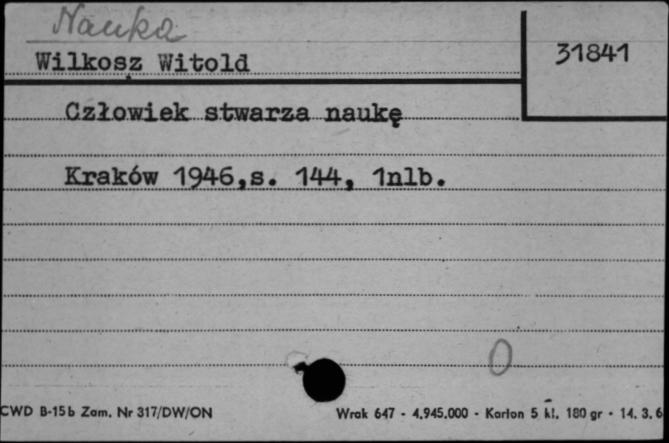 Nauka
Wilkosz Witold
31841
Człowiek stwarza naukę
Kraków 1946,s. 144, 1nlb.
0
CWD B-15b Zam. Nr 317/DW/ON
Wrak 647 - 4.945.000 - Karton 5 kl. 180 gr - 14. 3. 6